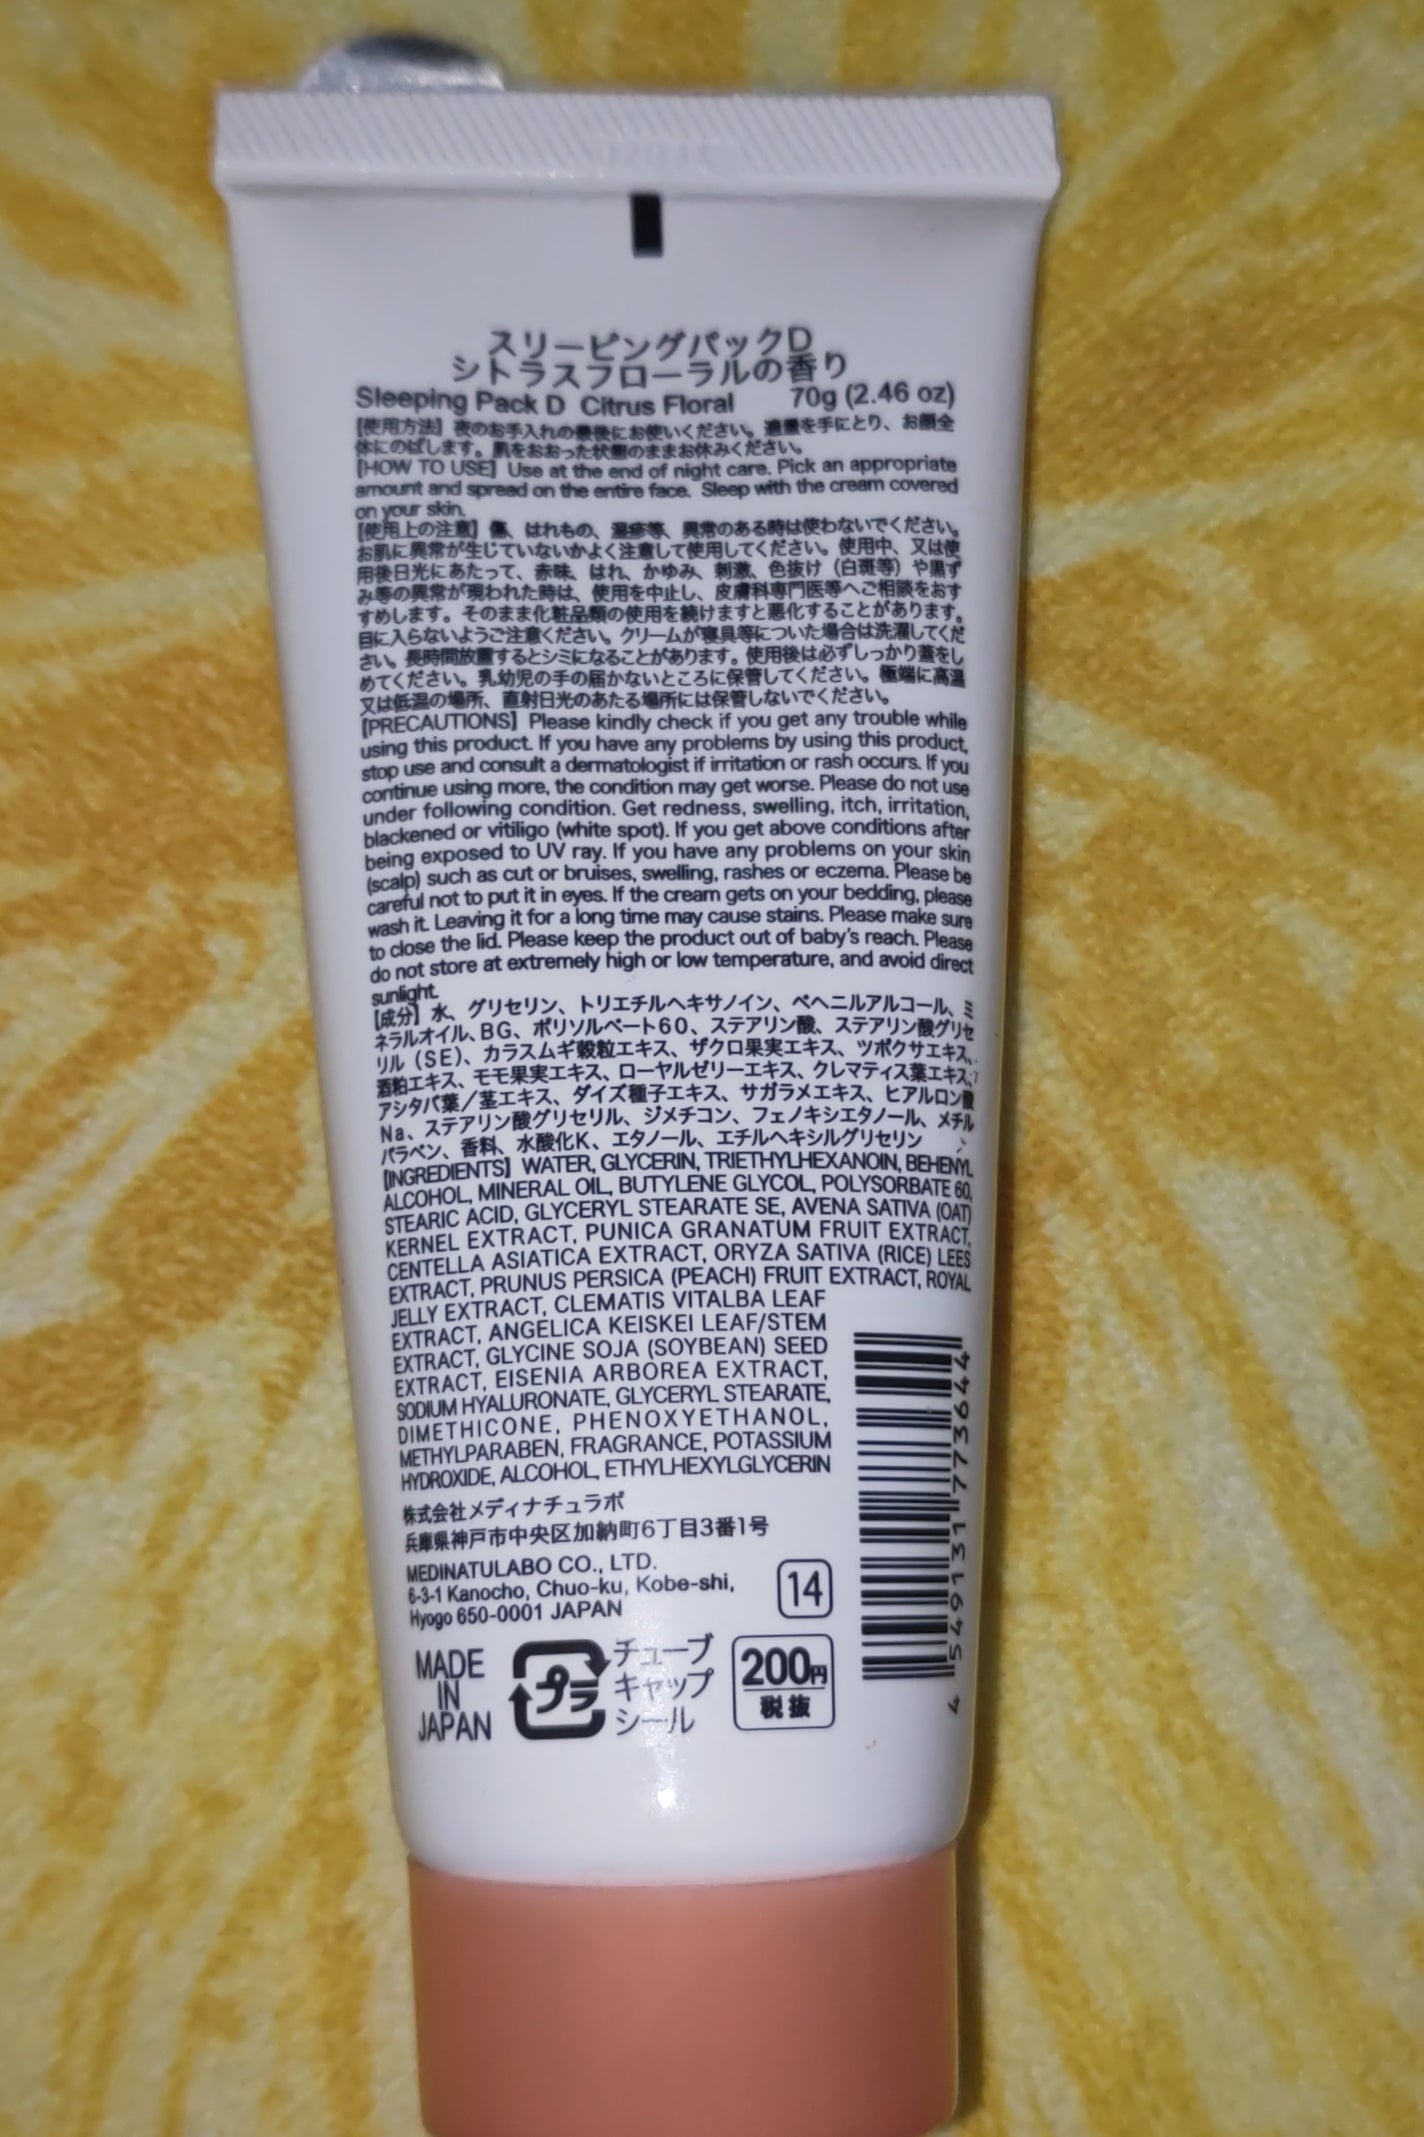 スリーピングパックD
シトラスフローラルの香り
Sleeping Pack D Citrus Floral 70g (2.46 oz)
【使用方法】夜のお手入れの最後にお使いください。適量を手にとり、お顔全
体にのばします。肌をおおった状態のままお休みください。
【HOW TO USE】Use at the end of night care. Pick an appropriate
amount and spread on the entire face. Sleep with the cream covered
on your skin.
【使用上の注意】傷、はれもの、湿疹等、異常のある時は使わないでください。
お肌に異常が生じていないかよく注意して使用してください。使用中、又は使
用後日光にあたって、赤味、はれ、かゆみ、刺激、色抜け（白斑等）や黒ず
み等の異常が現われた時は、使用を中止し、皮膚科専門医等へご相談をおす
すめします。そのまま化粧品類の使用を続けますと悪化することがあります。
目に入らないようご注意ください。クリームが寝具等についた場合は洗濯してくだ
さい。長時間放置するとシミになることがあります。使用後は必ずしっかり蓋をし
めてください。乳幼児の手の届かないところに保管してください。極端に高温
又は低温の場所、直射日光のあたる場所には保管しないでください。
【PRECAUTIONS】Please kindly check if you get any trouble while
using this product. If you have any problems by using this product,
stop use and consult a dermatologist if irritation or rash occurs. If you
continue using more, the condition may get worse. Please do not use
under following condition. Get redness, swelling, itch, irritation,
blackened or vitiligo (white spot). If you get above conditions after
being exposed to UV ray. If you have any problems on your skin
(scalp) such as cut or bruises, swelling, rashes or eczema. Please be
careful not to put it in eyes. If the cream gets on your bedding, please
wash it. Leaving it for a long time may cause stains. Please make sure
to close the lid. Please keep the product out of baby's reach. Please
do not store at extremely high or low temperature, and avoid direct
sunlight.
【成分】水、グリセリン、トリエチルヘキサノイン、ベヘニルアルコール、ミ
ネラルオイル、BG、ポリソルベート60、ステアリン酸、ステアリン酸グリセ
リル（SE）、カラスムギ穀粒エキス、ザクロ果実エキス、ツボクサエキス、
酒粕エキス、モモ果実エキス、ローヤルゼリーエキス、クレマティス葉エキス、
アシタバ葉／茎エキス、ダイズ種子エキス、サガラメエキス、ヒアルロン酸
Na、ステアリン酸グリセリル、ジメチコン、フェノキシエタノール、メチル
パラベン、香料、水酸化K、エタノール、エチルヘキシルグリセリン
【INGREDIENTS】WATER, GLYCERIN, TRIETHYLHEXANOIN, BEHENYL
ALCOHOL, MINERAL OIL, BUTYLENE GLYCOL, POLYSORBATE 60,
STEARIC ACID, GLYCERYL STEARATE SE, AVENA SATIVA (OAT)
KERNEL EXTRACT, PUNICA GRANATUM FRUIT EXTRACT,
CENTELLA ASIATICA EXTRACT, ORYZA SATIVA (RICE) LEES
EXTRACT, PRUNUS PERSICA (PEACH) FRUIT EXTRACT, ROYAL
JELLY EXTRACT, CLEMATIS VITALBA LEAF
EXTRACT, ANGELICA KEISKEI LEAF/STEM
EXTRACT, GLYCINE SOJA (SOYBEAN) SEED
EXTRACT, EISENIA ARBOREA EXTRACT,
SODIUM HYALURONATE, GLYCERYL STEARATE,
DIMETHICONE, PHENOXYETHANOL,
METHYLPARABEN, FRAGRANCE, POTASSIUM
HYDROXIDE, ALCOHOL, ETHYLHEXYLGLYCERIN
4 549131 773644
株式会社メディナチュラボ
兵庫県神戸市中央区加納町6丁目3番1号
MEDINATULABO CO., LTD.
6-3-1 Kanocho, Chuo-ku, Kobe-shi,
Hyogo 650-0001 JAPAN
14
MADE
IN
JAPAN
プラ
チューブ
キャップ
シール
200円
税抜